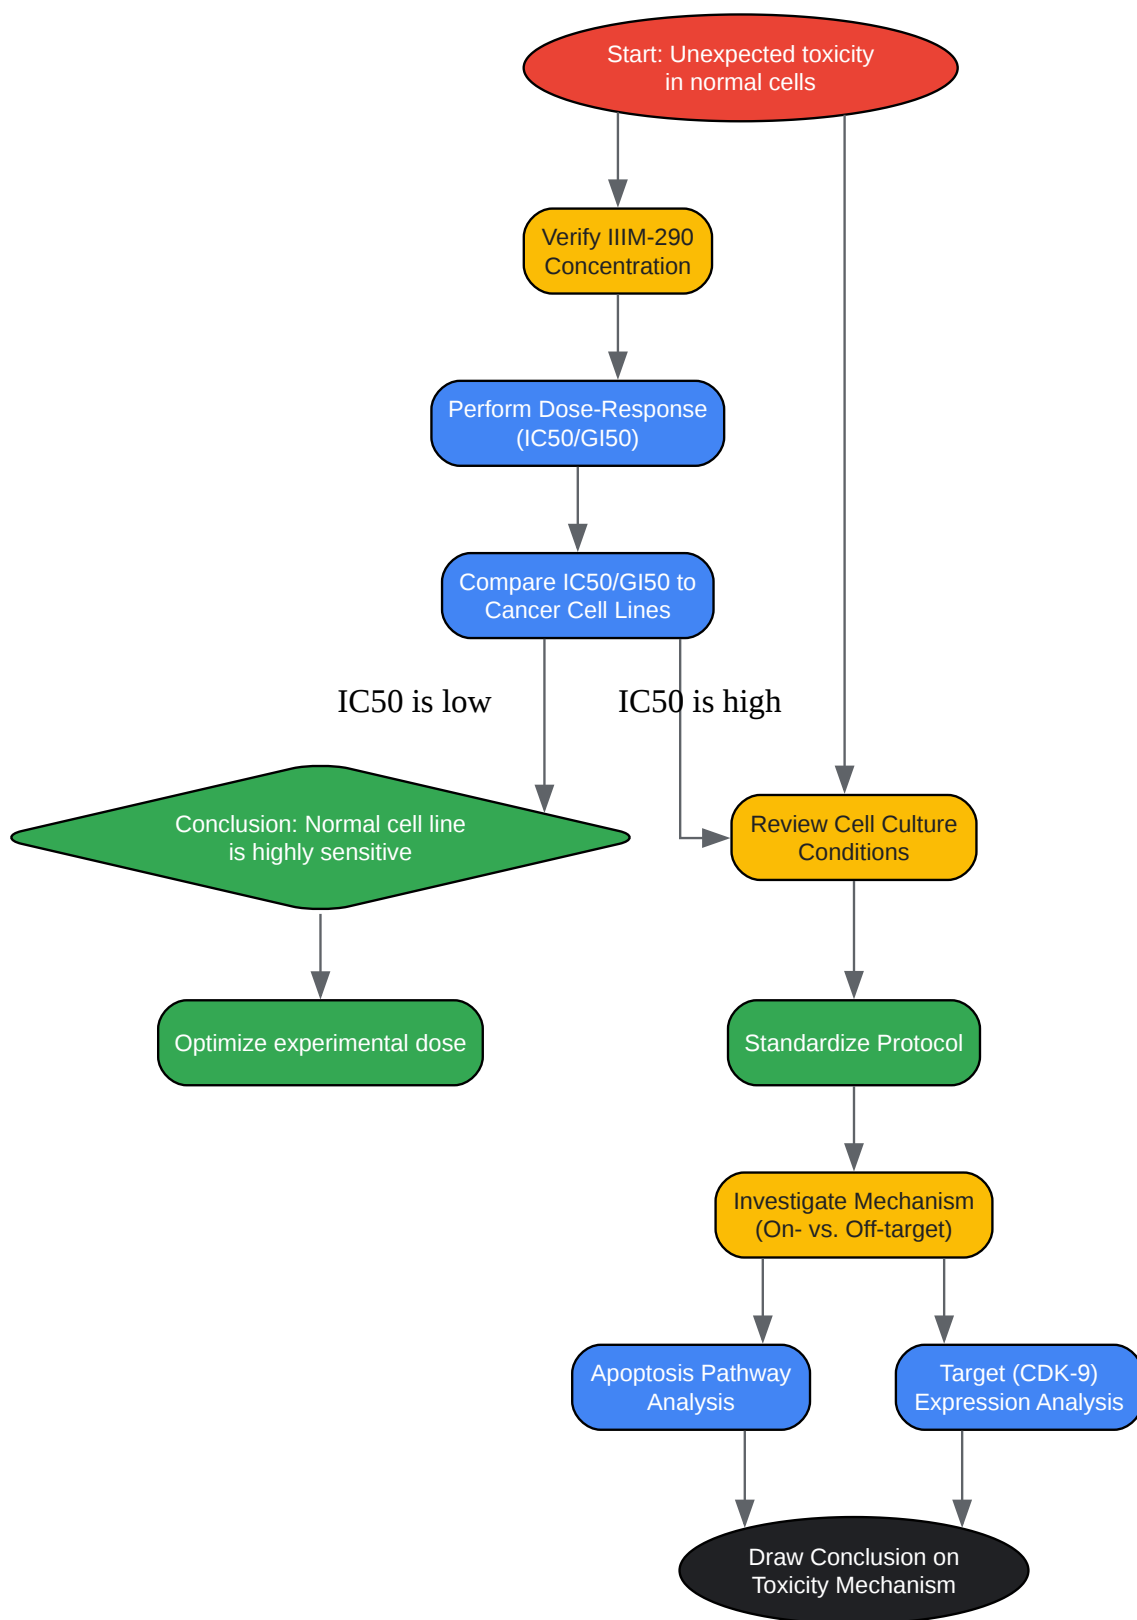 Start: Unexpected toxicity
in normal cells
Verify IIIM-290
Concentration
Perform Dose-Response
(IC50/GI50)
Compare IC50/GI50 to
Cancer Cell Lines
IC50 is low
IC50 is high
Conclusion: Normal cell line
is highly sensitive
Review Cell Culture
Conditions
Optimize experimental dose
Standardize Protocol
Investigate Mechanism
(On- vs. Off-target)
Apoptosis Pathway
Analysis
Target (CDK-9)
Expression Analysis
Draw Conclusion on
Toxicity Mechanism